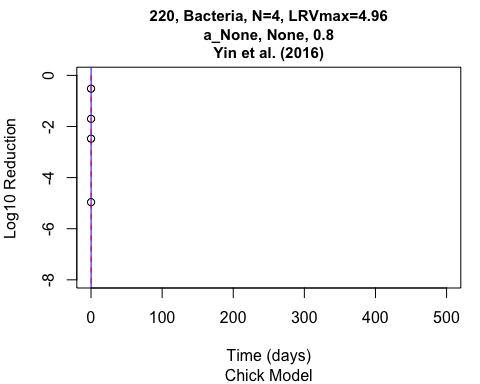 220, Bacteria, N=4, LRVmax=4.96
a_None, None, 0.8
Yin et al. (2016)
Log10 Reduction
0
-2
-4
-6
-8
0 100 200 300 400 500
Time (days)
Chick Model